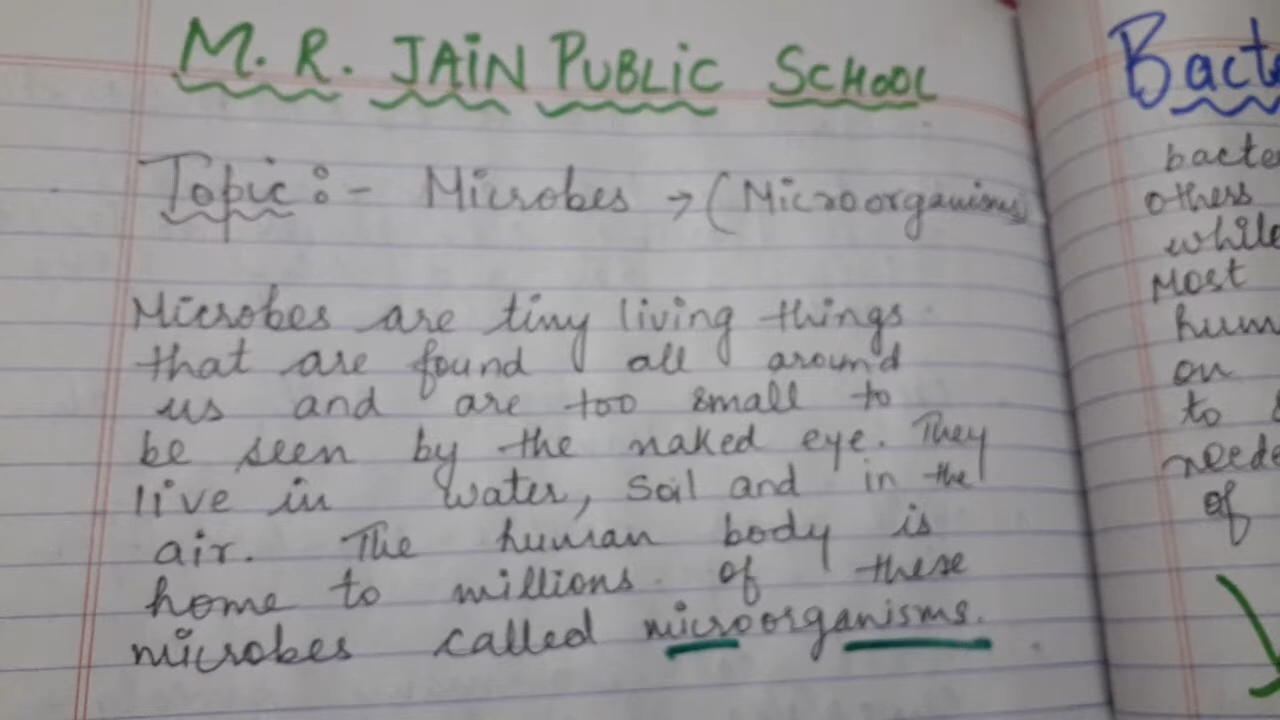 M. R. JAIN PUBLIC SCHOOL
Topic :- Microbes → (Microorganisms)
Microbes are tiny living things
that are found all around
us and are too small to
be seen by the naked eye. They
live in water, soil and in the
air. The human body is
home to millions of these
microbes called microorganisms.
Bacte
bacte
others
while
Most
hum
on
to
neede
of